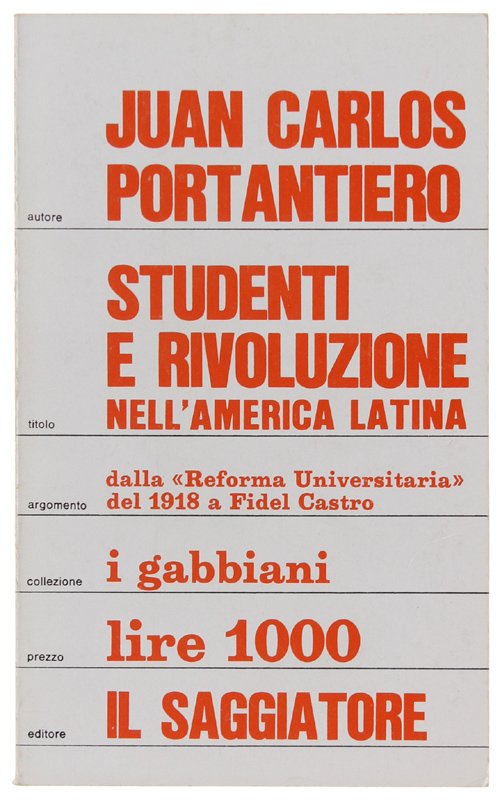 JUAN CARLOS
autore PORTANTIERO
STUDENTI
E RIVOLUZIONE
titolo NELL'AMERICA LATINA
dalla «Reforma Universitaria»
argomento del 1918 a Fidel Castro
collezione i gabbiani
prezzo lire 1000
editore IL SAGGIATORE